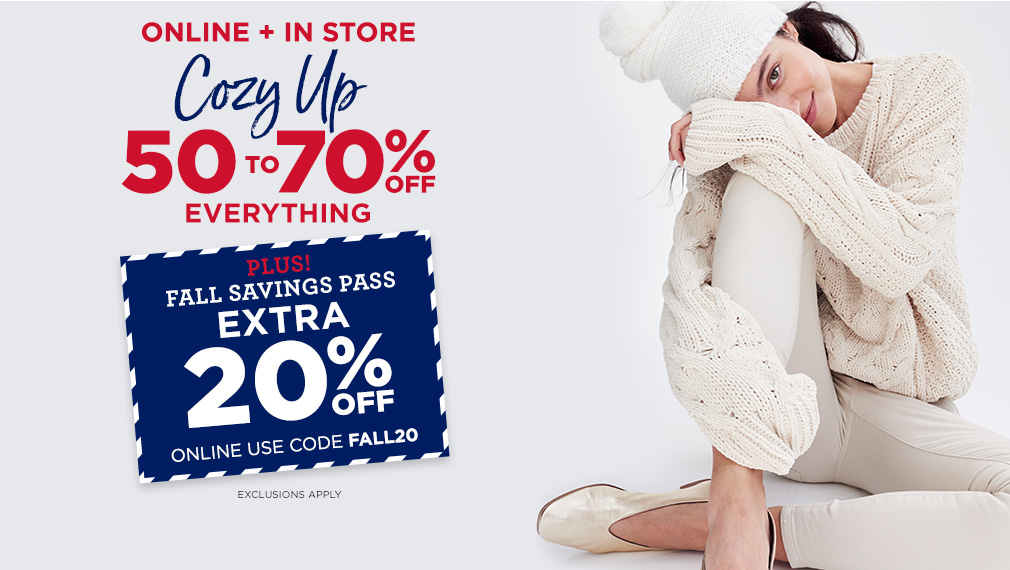 ONLINE + IN STORE
Cozy Up
50 TO 70% OFF
EVERYTHING
PLUS!
FALL SAVINGS PASS
EXTRA
20% OFF
ONLINE USE CODE FALL20
EXCLUSIONS APPLY